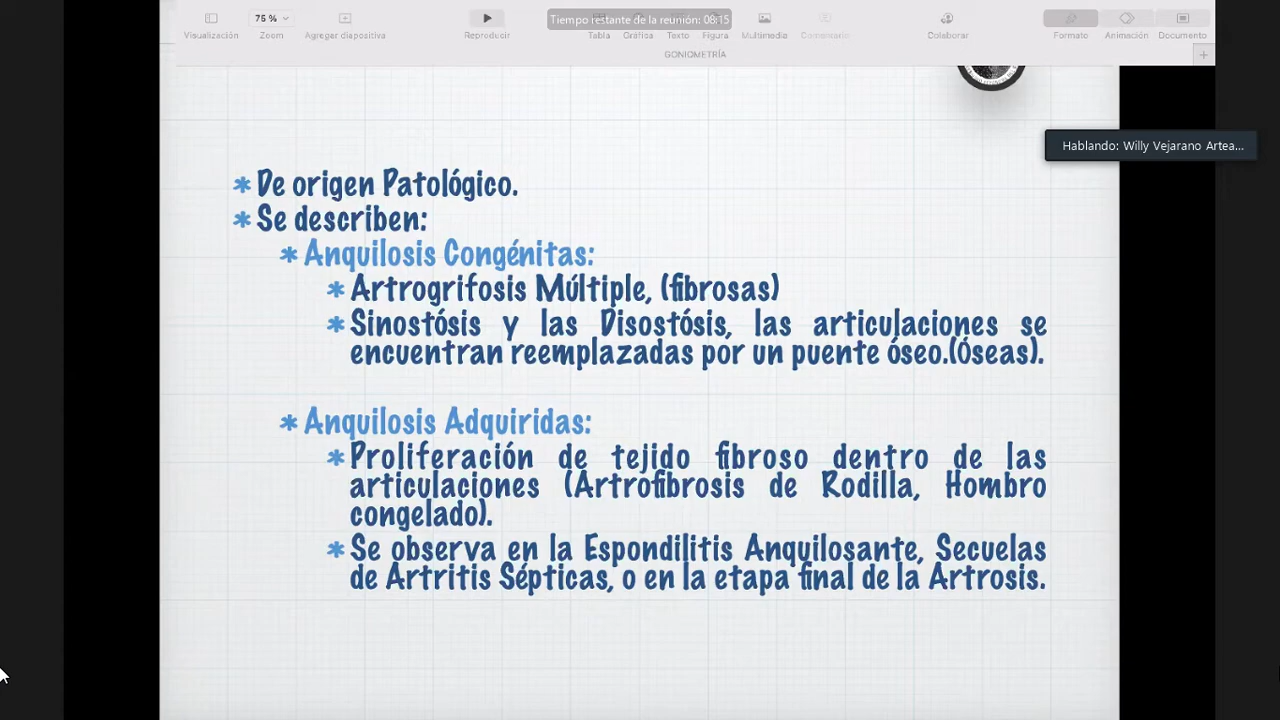 75 %
Tiempo restante de la reunión: 08:15
Visualización
Zoom
Agregar diapositiva
Reproducir
Tabla
Gráfica
Texto
Figura
Multimedia
Comentario
Colaborar
Formato
Animación
Documento
GONIOMETRÍA
Hablando: Willy Vejarano Artea...
* De origen Patológico.
* Se describen:
* Anquilosis Congénitas:
* Artrogrifosis Múltiple, (fibrosas)
* Sinostósis y las Disostósis, las articulaciones se
encuentran reemplazadas por un puente óseo.(Óseas).
* Anquilosis Adquiridas:
* Proliferación de tejido fibroso dentro de las
articulaciones (Artrofibrosis de Rodilla, Hombro
congelado).
* Se observa en la Espondilitis Anquilosante, Secuelas
de Artritis Sépticas, o en la etapa final de la Artrosis.